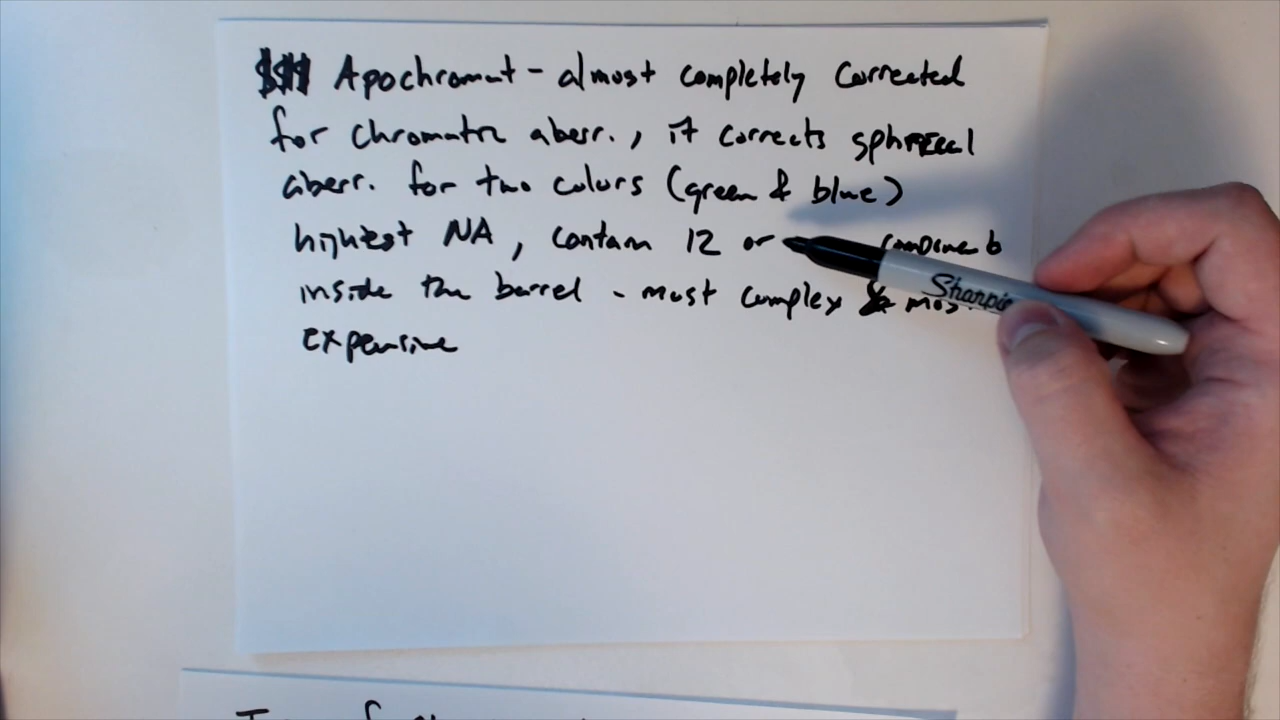 $$$ Apochromat - almost completely corrected
for chromatic aberr., it corrects spherical
aberr. for two colors (green & blue)
highest NA, contain 12 or
inside the barrel - most complex &
expensive
Sharpie